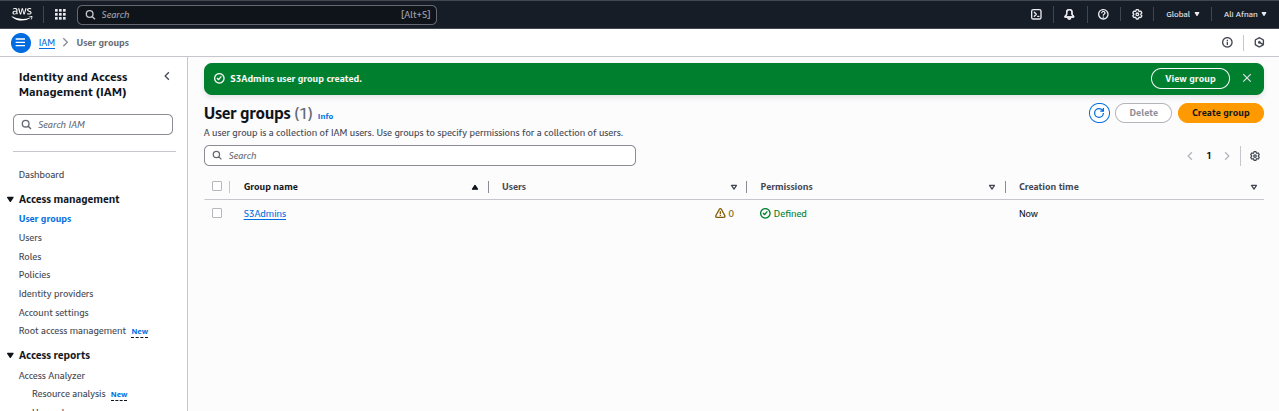 aws
Search [Alt+S]
Global ▼ Ali Afnan ▼
IAM > User groups
Identity and Access
Management (IAM)
Search IAM
Dashboard
Access management
User groups
Users
Roles
Policies
Identity providers
Account settings
Root access management New
Access reports
Access Analyzer
Resource analysis New
S3Admins user group created.
View group
User groups (1) Info
Delete
Create group
A user group is a collection of IAM users. Use groups to specify permissions for a collection of users.
Search
1
Group name Users Permissions Creation time
S3Admins 0 Defined Now